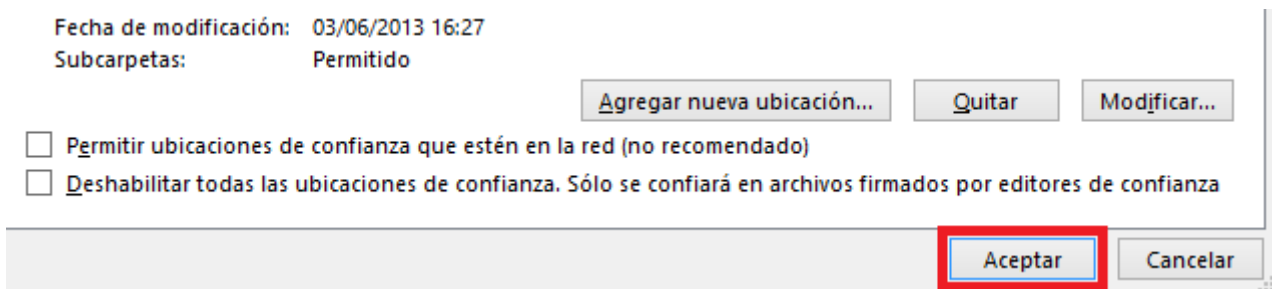 Fecha de modificación: 03/06/2013 16:27
Subcarpetas: Permitido
Agregar nueva ubicación... Quitar Modificar...
Permitir ubicaciones de confianza que estén en la red (no recomendado)
Deshabilitar todas las ubicaciones de confianza. Sólo se confiará en archivos firmados por editores de confianza
Aceptar Cancelar